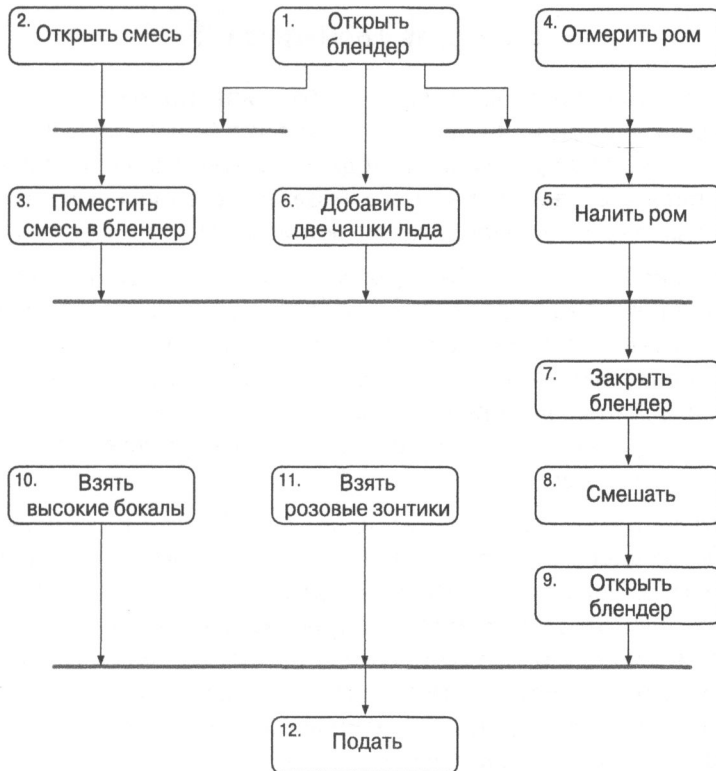 2. Открыть смесь
1. Открыть
блендер
4. Отмерить ром
3. Поместить
смесь в блендер
6. Добавить
две чашки льда
5. Налить ром
7. Закрыть
блендер
10. Взять
высокие бокалы
11. Взять
розовые зонтики
8. Смешать
9. Открыть
блендер
12. Подать